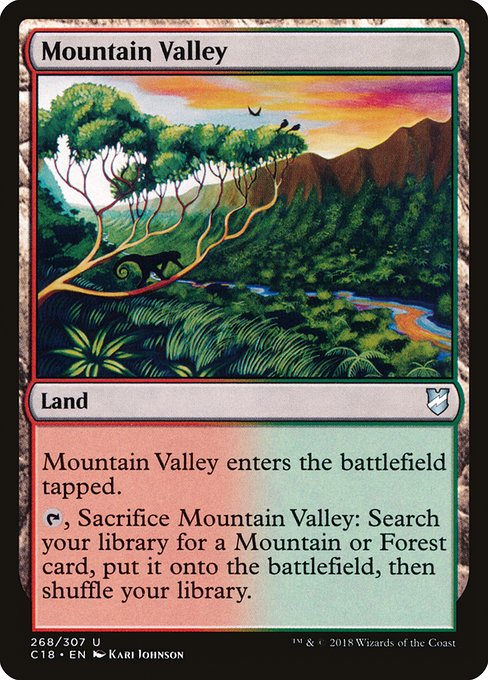 Mountain Valley
Land
Mountain Valley enters the battlefield
tapped.
, Sacrifice Mountain Valley: Search
your library for a Mountain or Forest
card, put it onto the battlefield, then
shuffle your library.
268/307 U
C18 • EN Kari Johnson
™ & © 2018 Wizards of the Coast